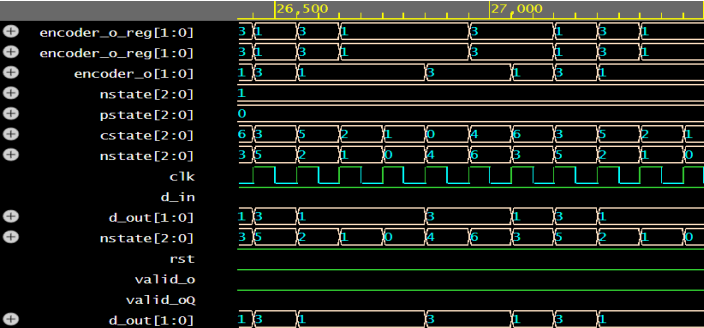 26,500 27,000
encoder_o_reg[1:0] 3 1 3 1 3 1 3 1
encoder_o_reg[1:0] 3 1 3 1 3 1 3 1
encoder_o[1:0] 1 3 1 3 1 3 1
nstate[2:0] 1
pstate[2:0] 0
cstate[2:0] 6 3 5 2 1 0 4 6 3 5 2 1
nstate[2:0] 3 5 2 1 0 4 6 3 5 2 1 0
clk
d_in
d_out[1:0] 1 3 1 3 1 3 1
nstate[2:0] 3 5 2 1 0 4 6 3 5 2 1 0
rst
valid_o
valid_oQ
d_out[1:0] 1 3 1 3 1 3 1